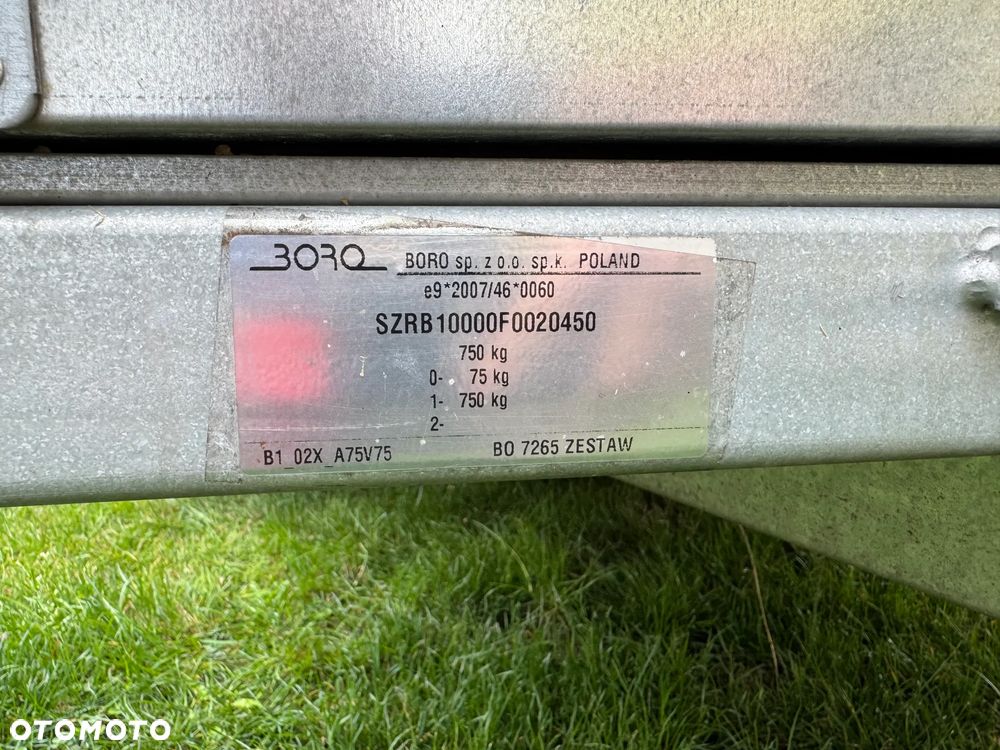 BORO BORO sp. z o.o. sp.k. POLAND
e9*2007/46*0060
SZRB10000F0020450
750 kg
0- 75 kg
1- 750 kg
2-
B1_02X_A75V75 BO 7265 ZESTAW
OTOMOTO